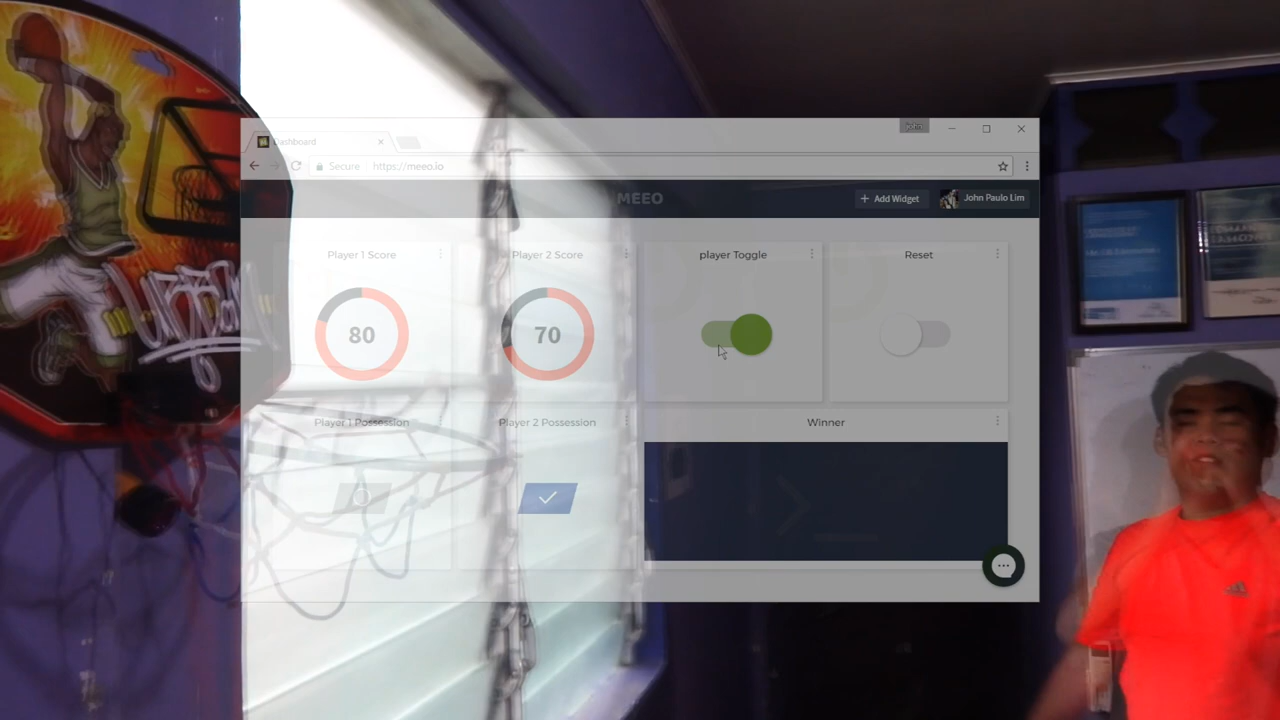 Dashboard
Secure https://meeo.io
MEEO
+ Add Widget John Paulo Lim
Player 1 Score
Player 2 Score
player Toggle
Reset
80
70
Player 1 Possession
Player 2 Possession
Winner